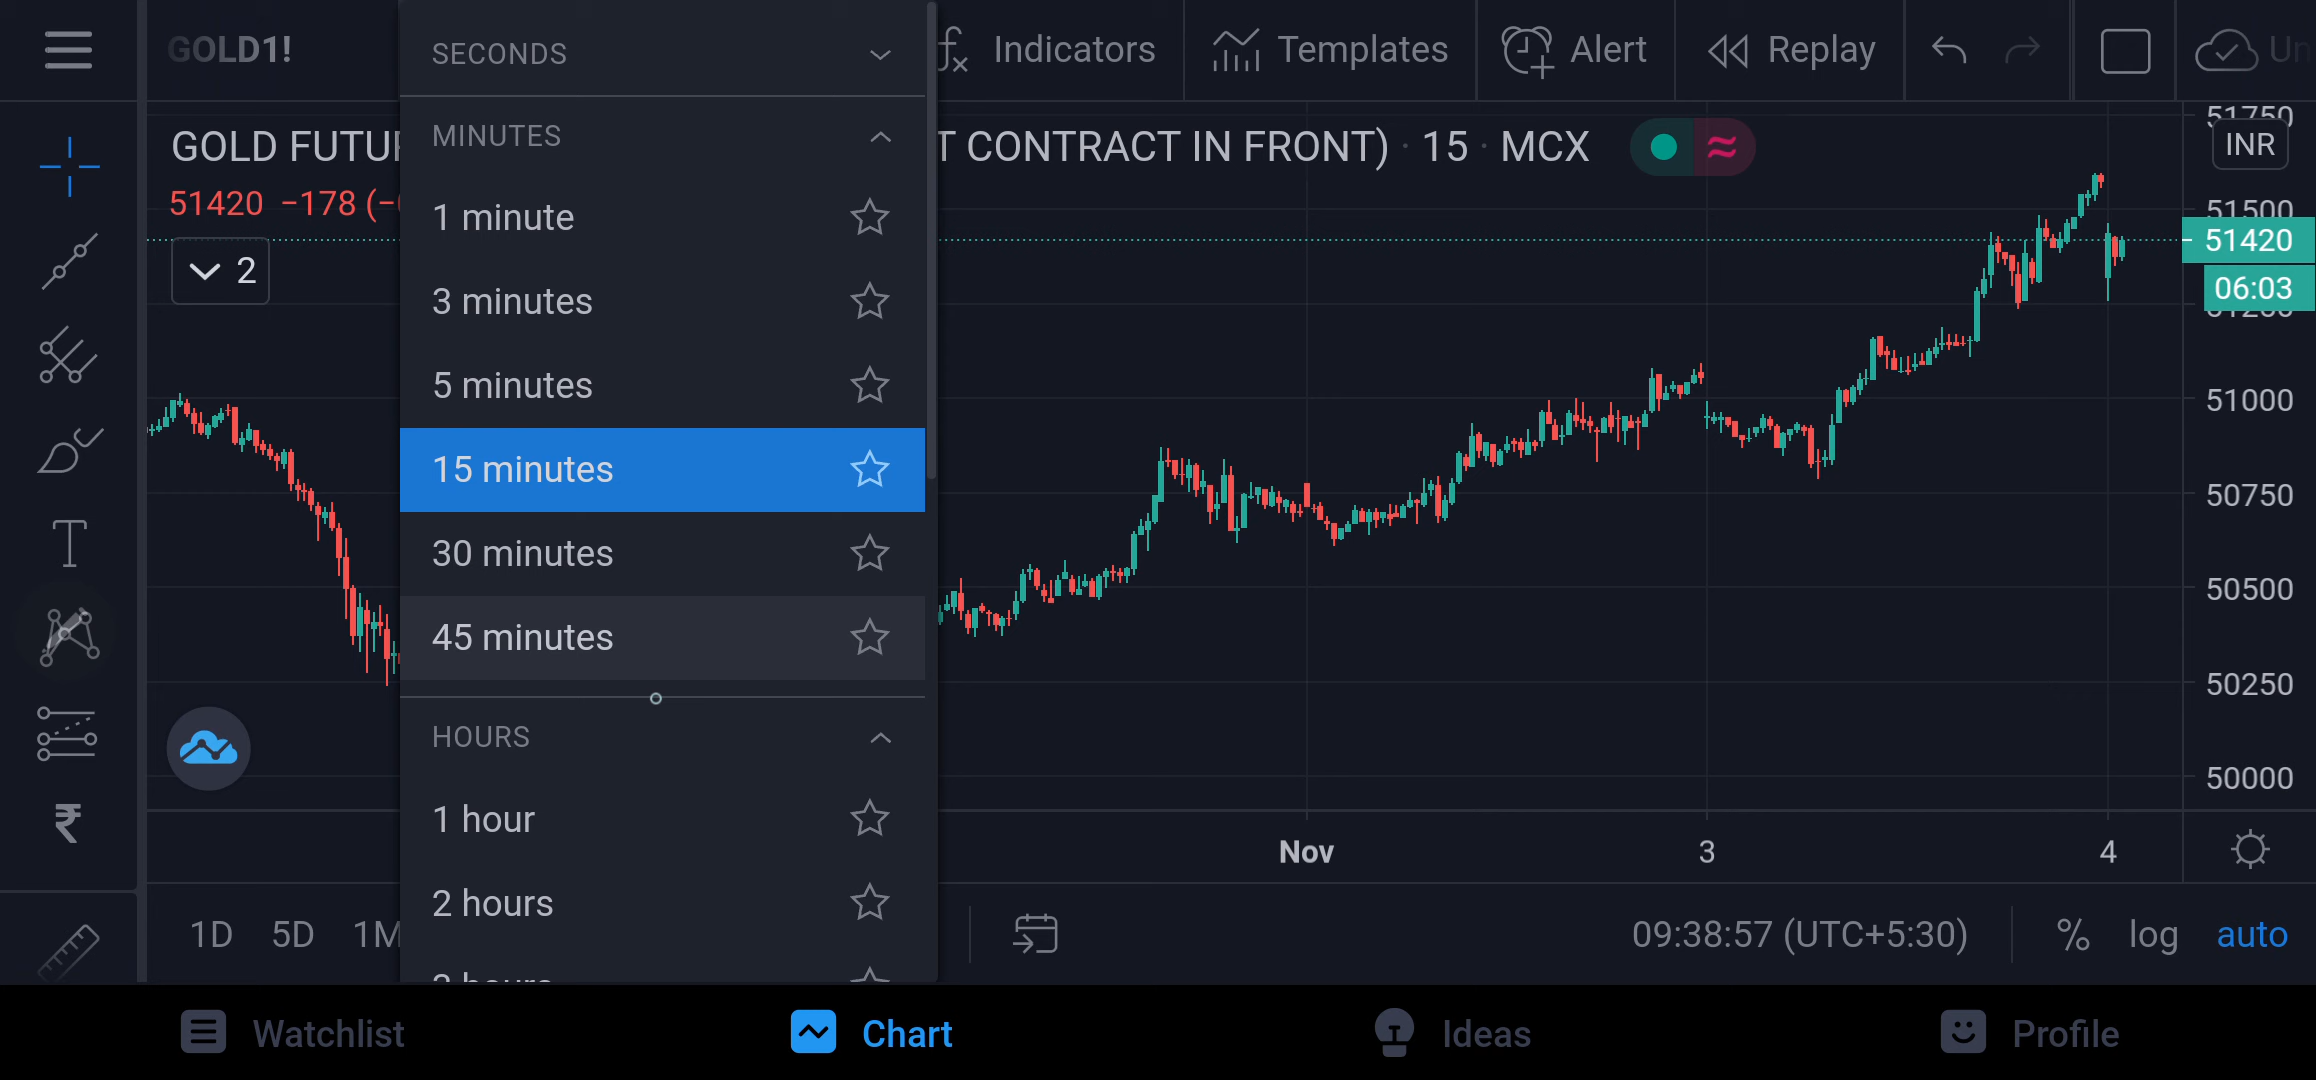 GOLD1!
Indicators
Templates
Alert
Replay
Un
SECONDS
MINUTES
1 minute
3 minutes
5 minutes
15 minutes
30 minutes
45 minutes
HOURS
1 hour
2 hours
GOLD FUTU
T CONTRACT IN FRONT) · 15 · MCX
51420 −178 (−
2
51750
INR
51500
51420
06:03
51000
50750
50500
50250
50000
Nov
3
4
1D
5D
1M
09:38:57 (UTC+5:30)
%
log
auto
Watchlist
Chart
Ideas
Profile